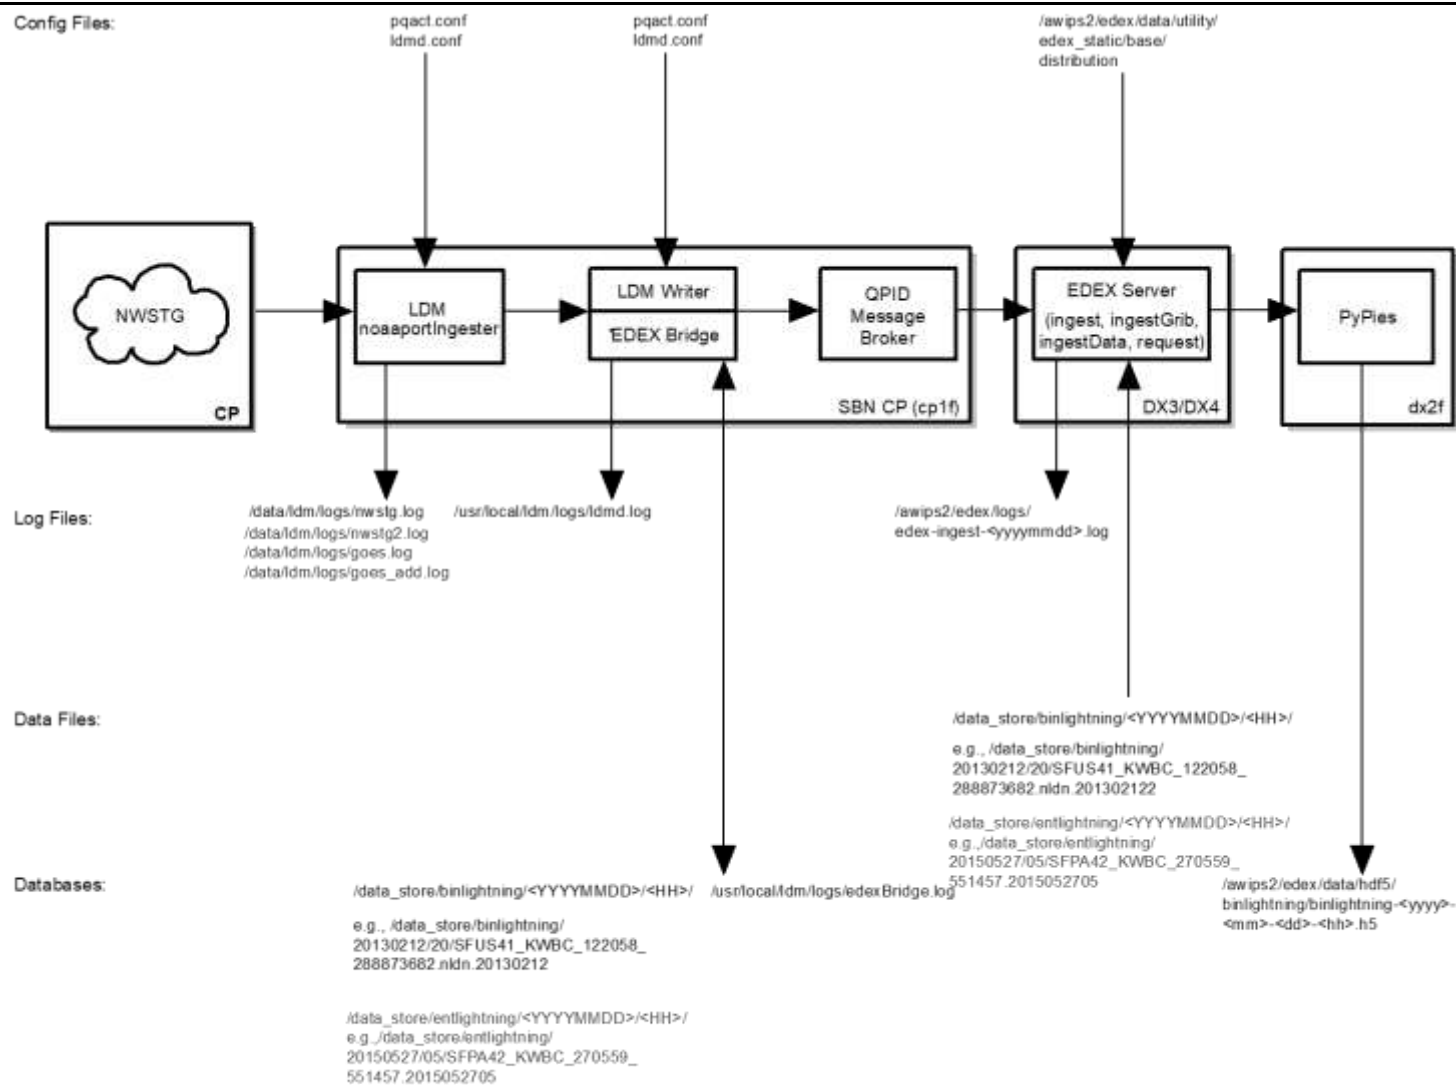 Config Files:
pqact.conf
ldmd.conf
pqact.conf
ldmd.conf
/awips2/edex/data/utility/
edex_static/base/
distribution
NWSTG
CP
LDM
noaaportIngester
LDM Writer
EDEX Bridge
QPID
Message
Broker
SBN CP (cp1f)
EDEX Server
(ingest, ingestGrib,
ingestData, request)
DX3/DX4
PyPies
dx2f
Log Files:
/data/ldm/logs/nwstg.log
/data/ldm/logs/nwstg2.log
/data/ldm/logs/goes.log
/data/ldm/logs/goes_add.log
/usr/local/ldm/logs/ldmd.log
/awips2/edex/logs/
edex-ingest-<yyyymmdd>.log
Data Files:
/data_store/binlightning/<YYYYMMDD>/<HH>/
e.g., /data_store/binlightning/
20130212/20/SFUS41_KWBC_122058_
288873682.nldn.201302122
/data_store/entlightning/<YYYYMMDD>/<HH>/
e.g.,/data_store/entlightning/
20150527/05/SFPA42_KWBC_270559_
551457.2015052705
Databases:
/data_store/binlightning/<YYYYMMDD>/<HH>/
e.g., /data_store/binlightning/
20130212/20/SFUS41_KWBC_122058_
288873682.nldn.20130212
/data_store/entlightning/<YYYYMMDD>/<HH>/
e.g.,/data_store/entlightning/
20150527/05/SFPA42_KWBC_270559_
551457.2015052705
/usr/local/ldm/logs/edexBridge.log
/awips2/edex/data/hdf5/
binlightning/binlightning-<yyyy>-
<mm>-<dd>-<hh>.h5